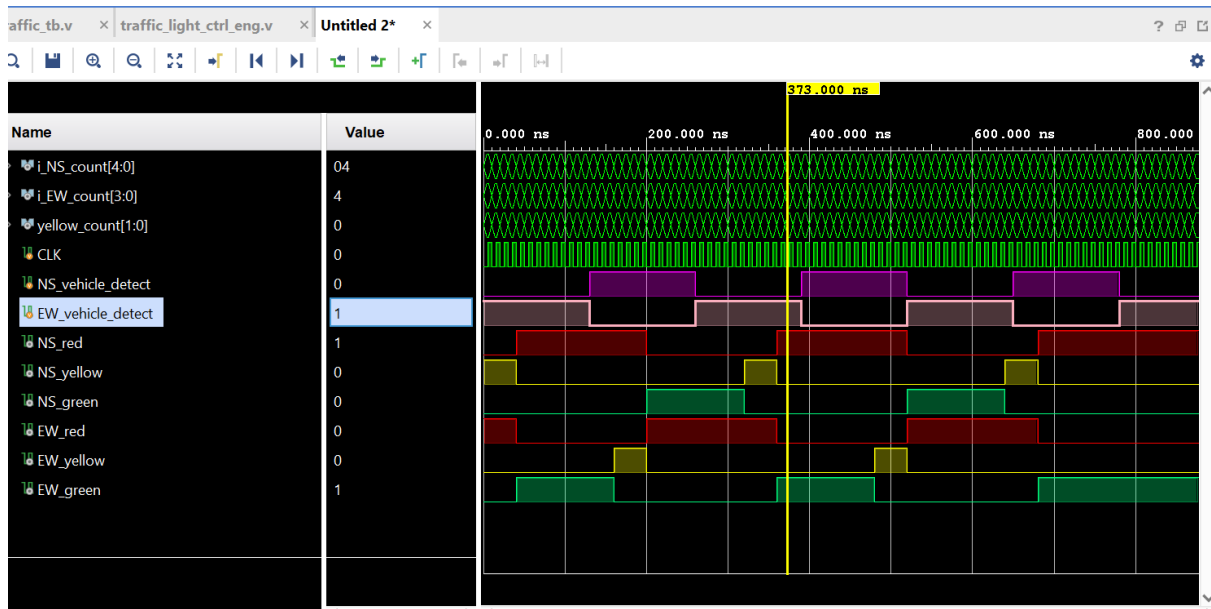 affic_tb.v × traffic_light_ctrl_eng.v × Untitled 2* × ?
373.000 ns
Name Value 0.000 ns 200.000 ns 400.000 ns 600.000 ns 800.000
i_NS_count[4:0] 04
i_EW_count[3:0] 4
yellow_count[1:0] 0
CLK 0
NS_vehicle_detect 0
EW_vehicle_detect 1
NS_red 1
NS_yellow 0
NS_green 0
EW_red 0
EW_yellow 0
EW_green 1